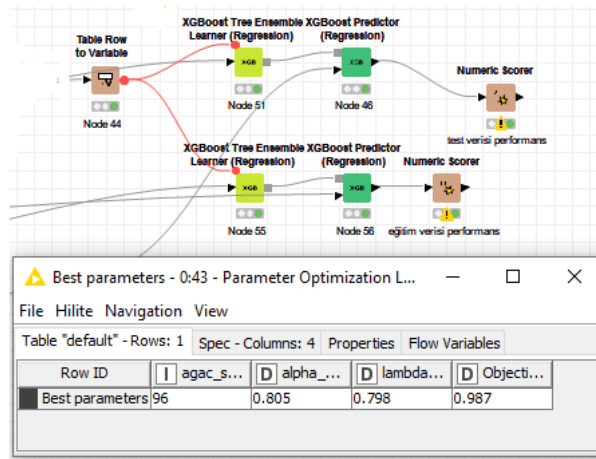 XGBoost Tree Ensemble XGBoost Predictor
Learner (Regression) (Regression)
Table Row
to Variable
XGB
XGB
Numeric Scorer
Node 44
Node 51
Node 46
test verisi performans
XGBoost Tree Ensemble XGBoost Predictor
Learner (Regression) (Regression) Numeric Scorer
XGB
XGB
Node 55
Node 56
eğitim verisi performans
Best parameters - 0:43 - Parameter Optimization L...
File Hilite Navigation View
Table "default" - Rows: 1 Spec - Columns: 4 Properties Flow Variables
Row ID I agac_s... D alpha_... D lambda... D Objecti...
Best parameters 96 0.805 0.798 0.987